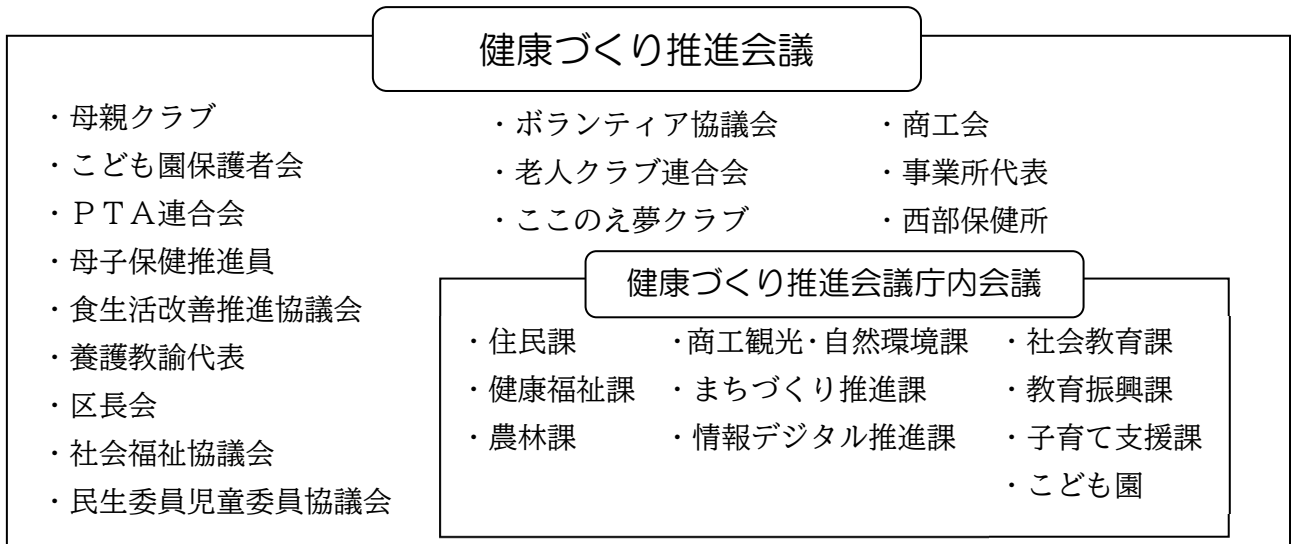 健康づくり推進会議
・母親クラブ
・こども園保護者会
・ＰＴＡ連合会
・母子保健推進員
・食生活改善推進協議会
・養護教諭代表
・区長会
・社会福祉協議会
・民生委員児童委員協議会
・ボランティア協議会
・老人クラブ連合会
・ここのえ夢クラブ
・商工会
・事業所代表
・西部保健所
健康づくり推進会議庁内会議
・住民課
・健康福祉課
・農林課
・商工観光・自然環境課
・まちづくり推進課
・情報デジタル推進課
・社会教育課
・教育振興課
・子育て支援課
・こども園